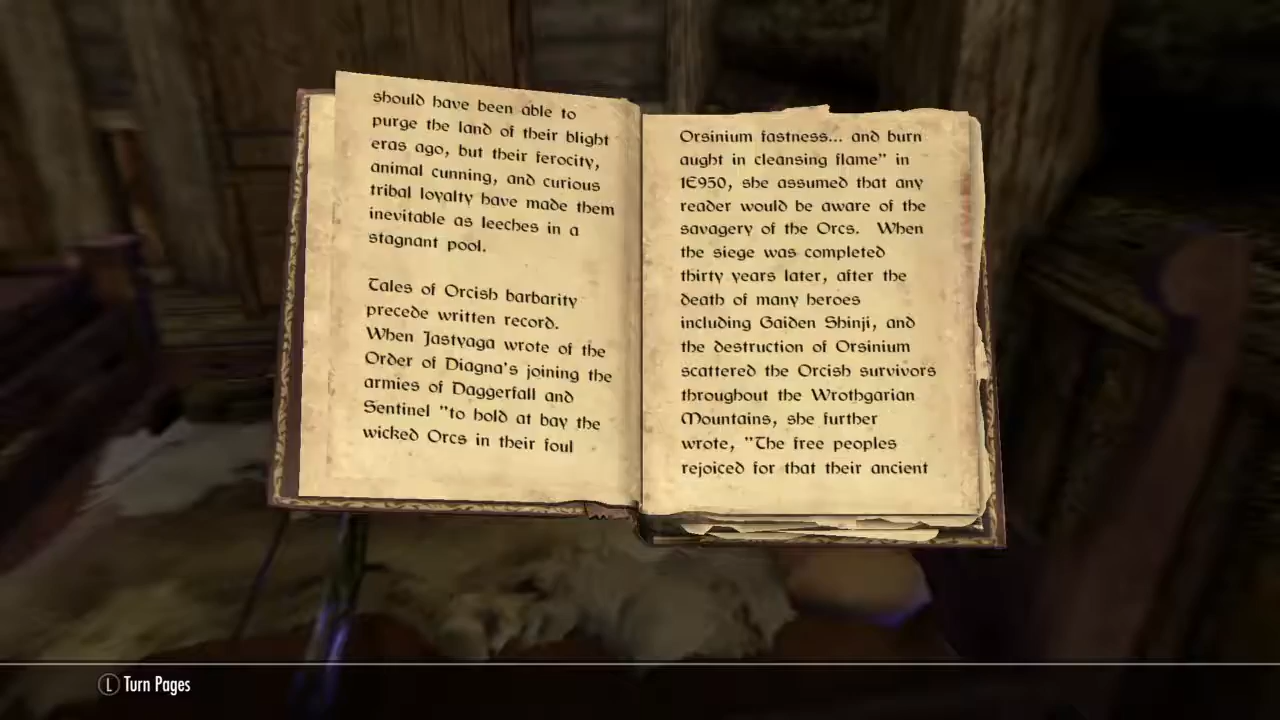 should have been able to
purge the land of their blight
eras ago, but their ferocity,
animal cunning, and curious
tribal loyalty have made them
inevitable as leeches in a
stagnant pool.
Tales of Orcish barbarity
precede written record.
When Jastyaga wrote of the
Order of Diagna's joining the
armies of Daggerfall and
Sentinel "to hold at bay the
wicked Orcs in their foul
Orsinium fastness... and burn
aught in cleansing flame" in
1E950, she assumed that any
reader would be aware of the
savagery of the Orcs. When
the siege was completed
thirty years later, after the
death of many heroes
including Gaiden Shinji, and
the destruction of Orsinium
scattered the Orcish survivors
throughout the Wrothgarian
Mountains, she further
wrote, "The free peoples
rejoiced for that their ancient
L Turn Pages